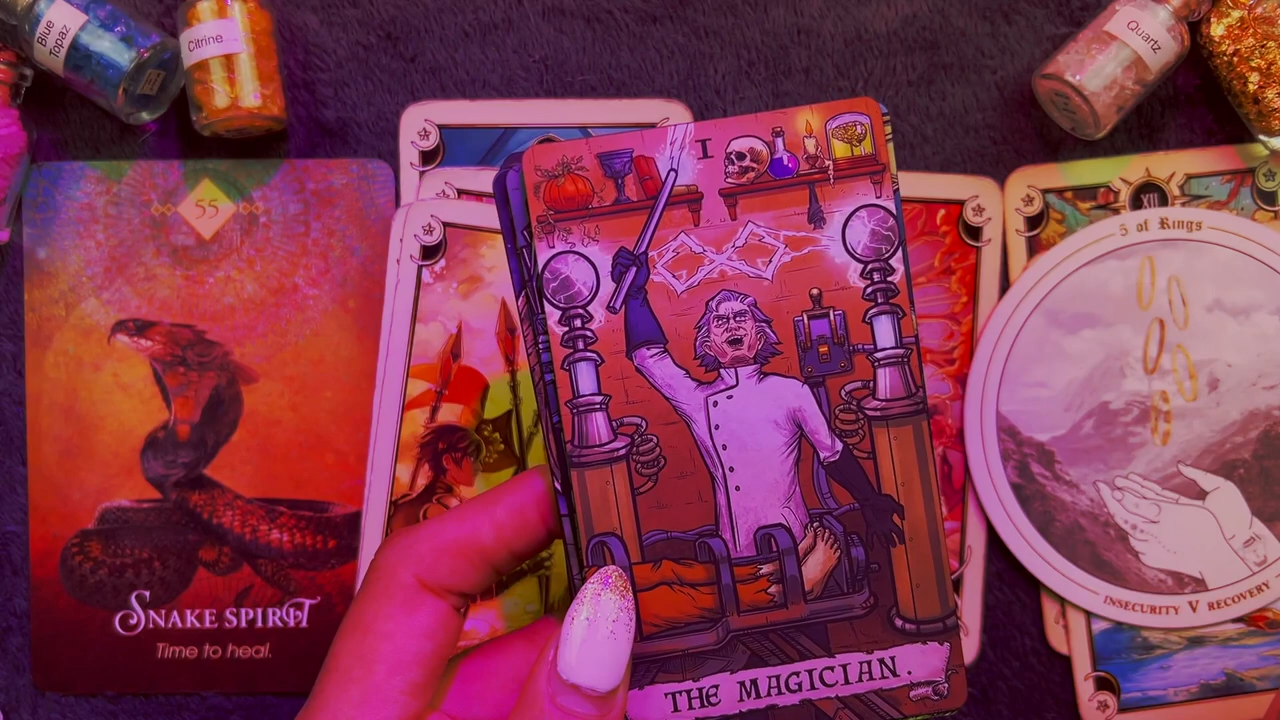 Blue
Topaz
Citrine
Quartz
55
I
XII
5 of Rings
SNAKE SPIRIT
Time to heal.
INSECURITY V RECOVERY
THE MAGICIAN.